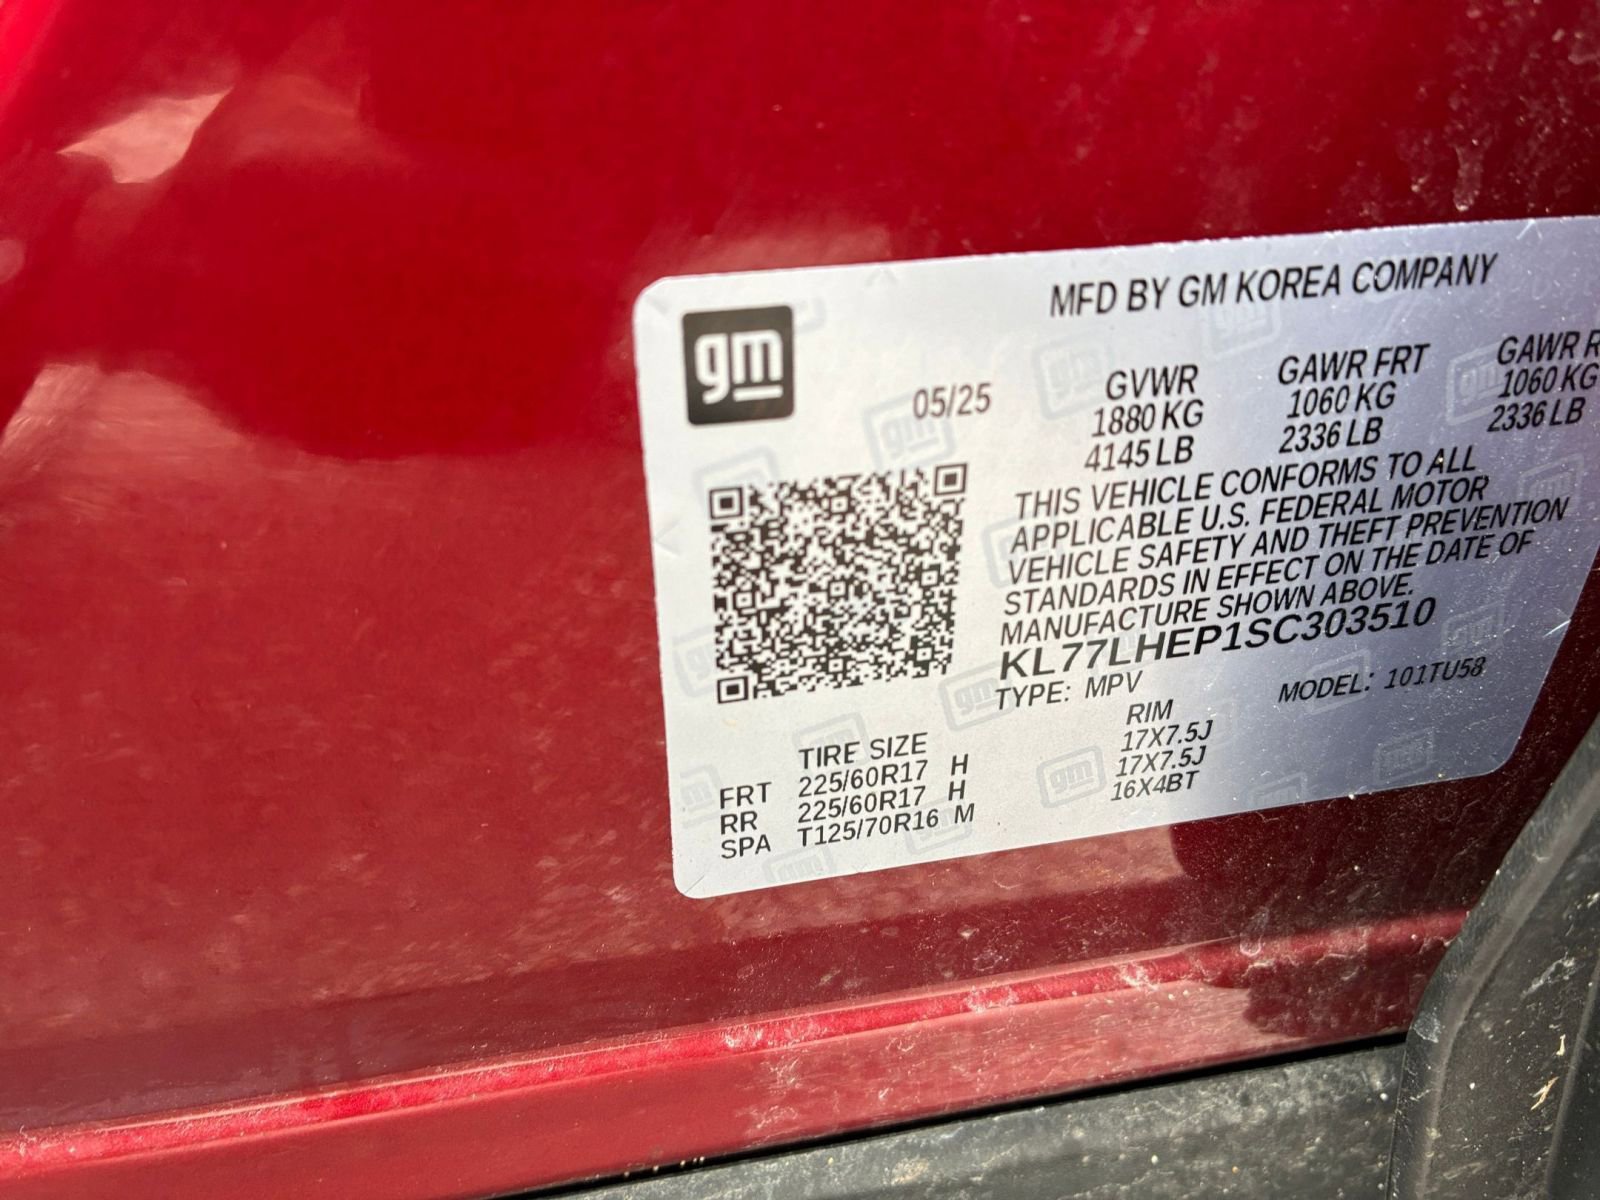 MFD BY GM KOREA COMPANY
gm
05/25
GVWR GAWR FRT GAWR R
1880 KG 1060 KG 1060 KG
4145 LB 2336 LB 2336 LB
THIS VEHICLE CONFORMS TO ALL
APPLICABLE U.S. FEDERAL MOTOR
VEHICLE SAFETY AND THEFT PREVENTION
STANDARDS IN EFFECT ON THE DATE OF
MANUFACTURE SHOWN ABOVE.
KL77LHEP1SC303510
TYPE: MPV MODEL: 101TU58
TIRE SIZE RIM
FRT 225/60R17 H 17X7.5J
RR 225/60R17 H 17X7.5J
SPA T125/70R16 M 16X4BT